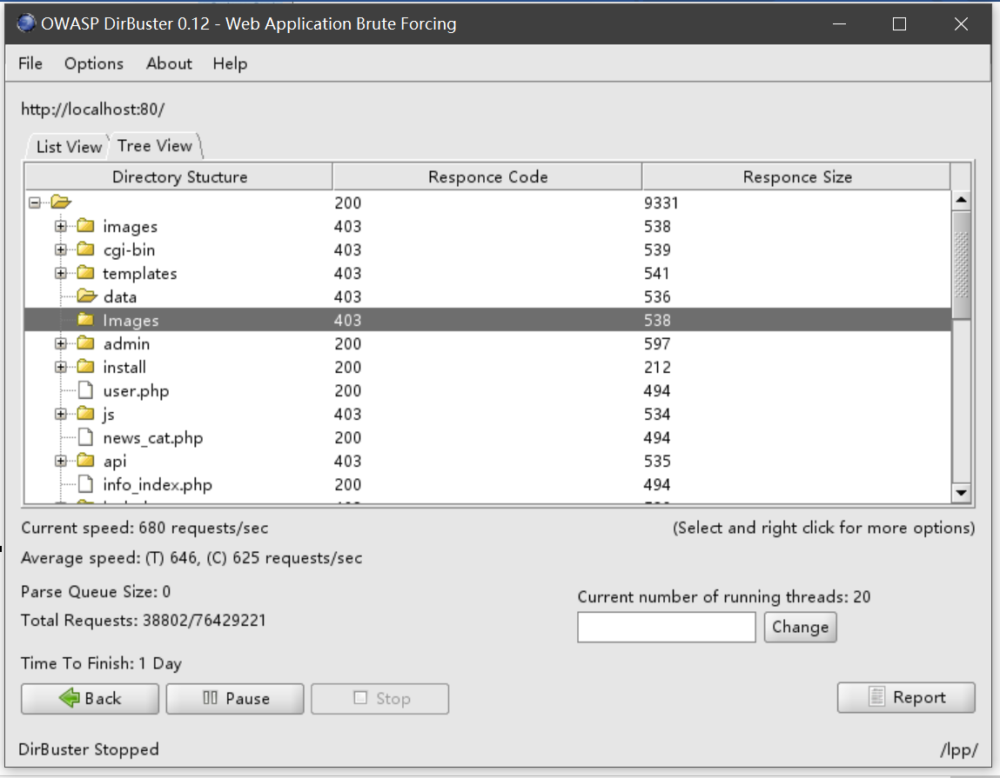 OWASP DirBuster 0.12 - Web Application Brute Forcing
File Options About Help
http://localhost:80/
List View Tree View
Directory Stucture Responce Code Responce Size
200 9331
images 403 538
cgi-bin 403 539
templates 403 541
data 403 536
Images 403 538
admin 200 597
install 200 212
user.php 200 494
js 403 534
news_cat.php 200 494
api 403 535
info_index.php 200 494
Current speed: 680 requests/sec (Select and right click for more options)
Average speed: (T) 646, (C) 625 requests/sec
Parse Queue Size: 0
Current number of running threads: 20
Total Requests: 38802/76429221
Change
Time To Finish: 1 Day
Back Pause Stop Report
DirBuster Stopped /lpp/